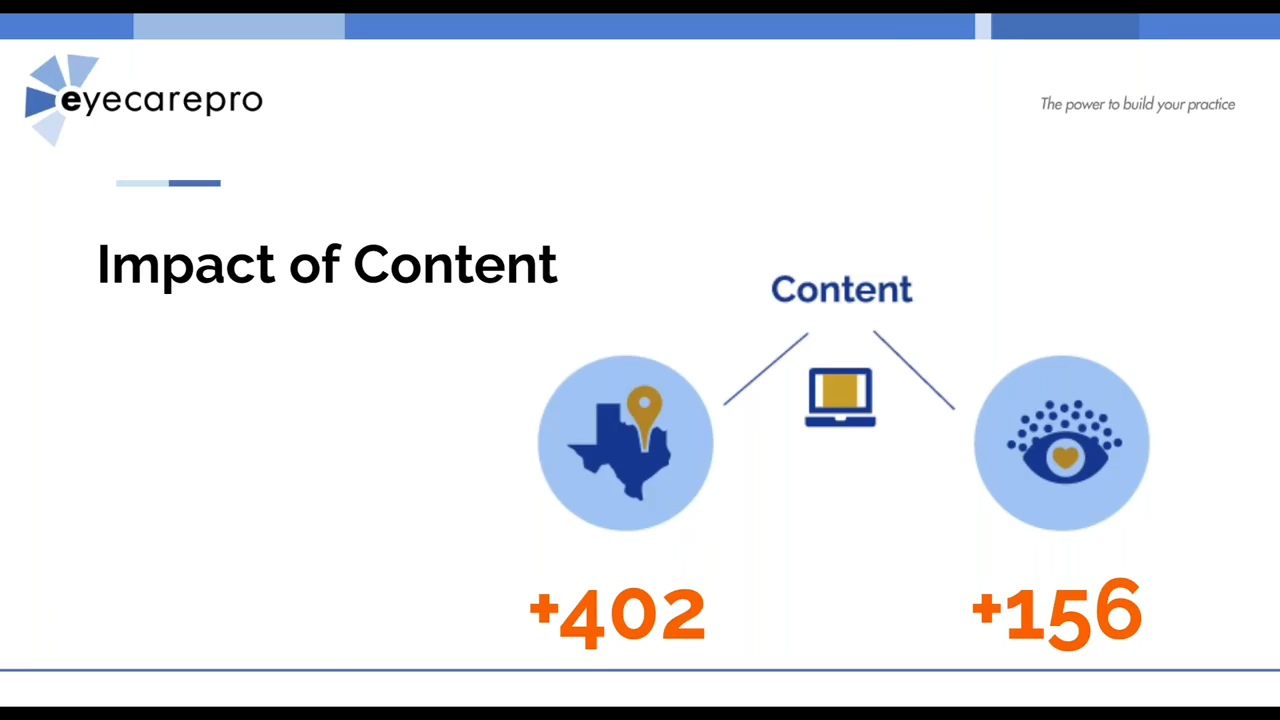 eyecarepro
The power to build your practice
Impact of Content
Content
+402
+156